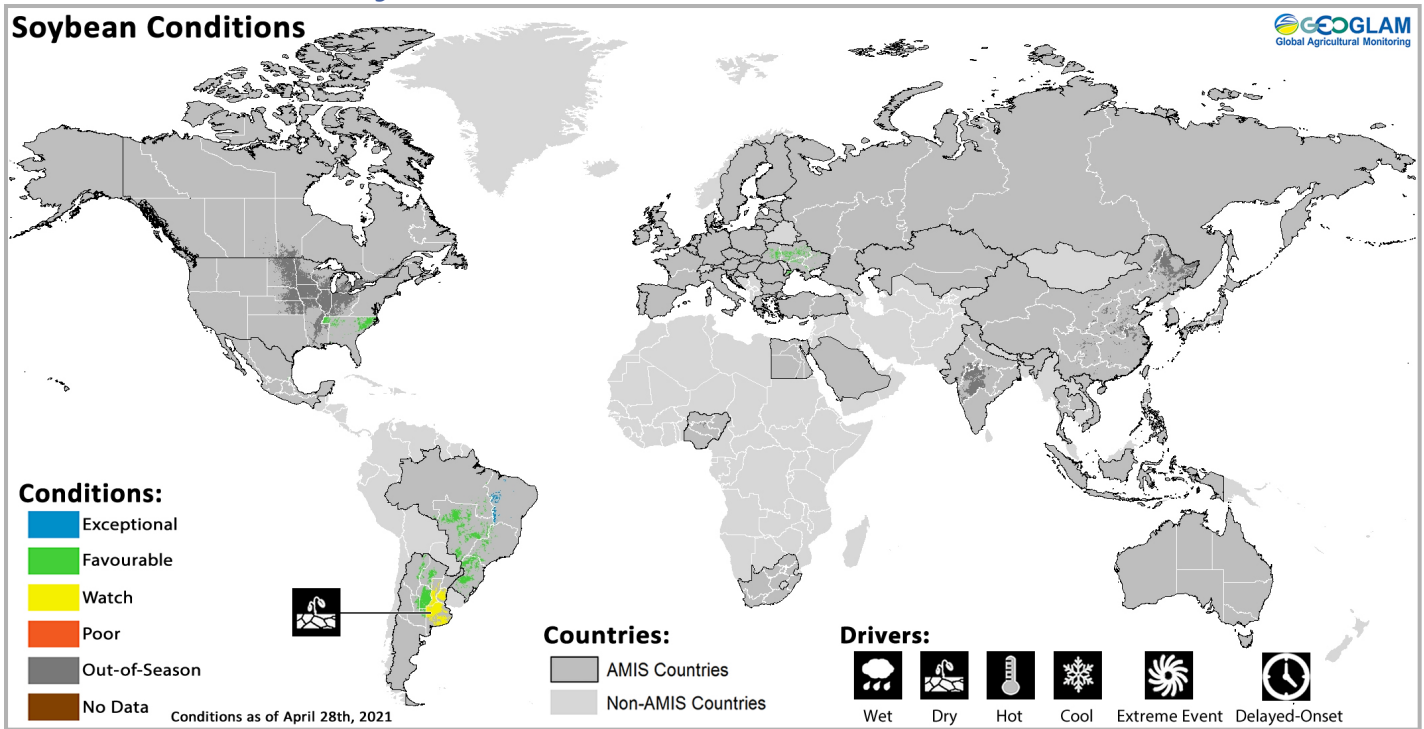 Soybean Conditions
GEOGLAM
Global Agricultural Monitoring
Conditions:
Exceptional
Favourable
Watch
Poor
Out-of-Season
No Data
Conditions as of April 28th, 2021
Countries:
AMIS Countries
Non-AMIS Countries
Drivers:
Wet Dry Hot Cool Extreme Event Delayed-Onset